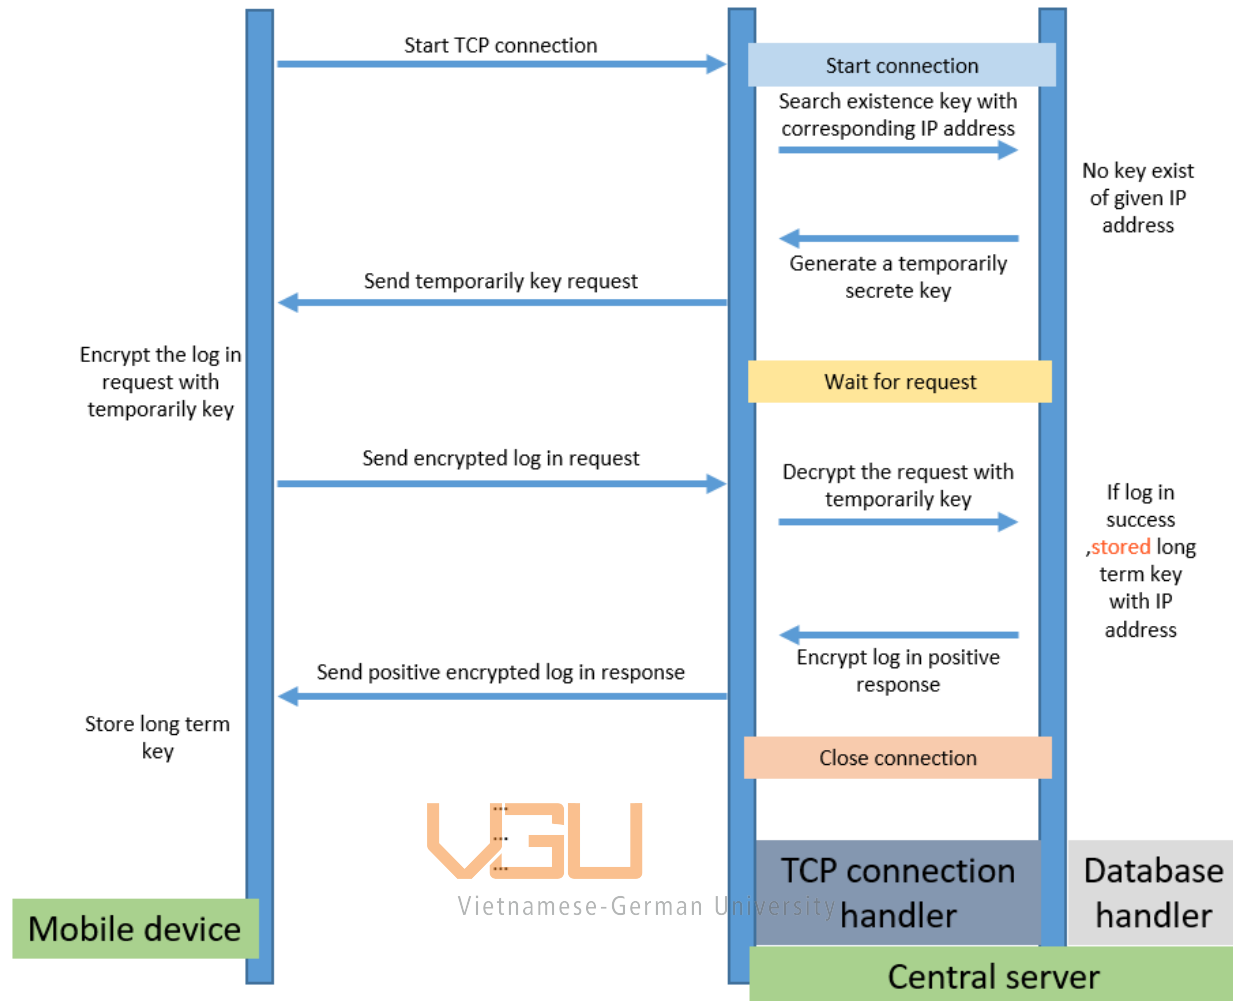 Start TCP connection
Start connection
Search existence key with
corresponding IP address
No key exist
of given IP
address
Generate a temporarily
secrete key
Send temporarily key request
Encrypt the log in
request with
temporarily key
Wait for request
Send encrypted log in request
Decrypt the request with
temporarily key
If log in
success
,stored long
term key
with IP
address
Encrypt log in positive
response
Send positive encrypted log in response
Store long term
key
Close connection
...
...
...
VGU
Vietnamese-German University
TCP connection
handler
Database
handler
Mobile device
Central server